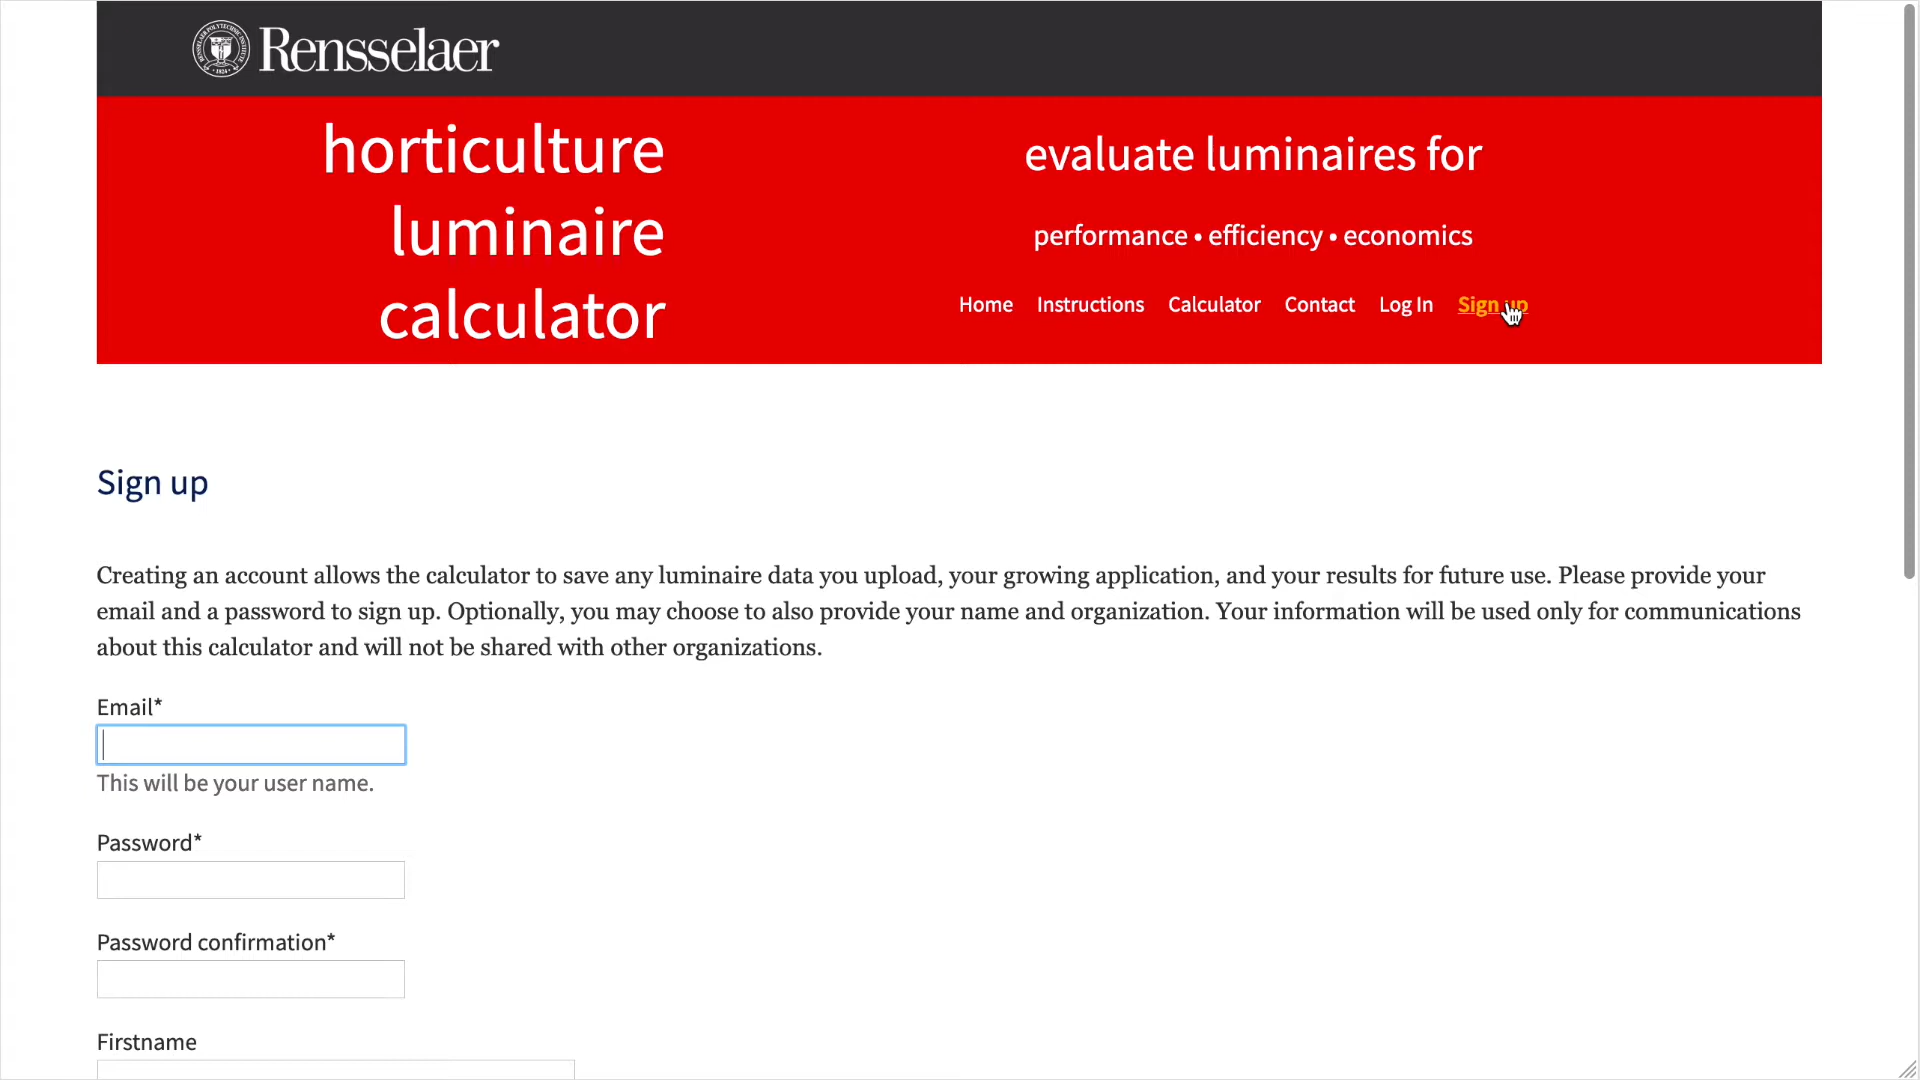 Rensselaer
horticulture
luminaire
calculator
evaluate luminaires for
performance • efficiency • economics
Home Instructions Calculator Contact Log In Sign up
Sign up
Creating an account allows the calculator to save any luminaire data you upload, your growing application, and your results for future use. Please provide your
email and a password to sign up. Optionally, you may choose to also provide your name and organization. Your information will be used only for communications
about this calculator and will not be shared with other organizations.
Email*
This will be your user name.
Password*
Password confirmation*
Firstname